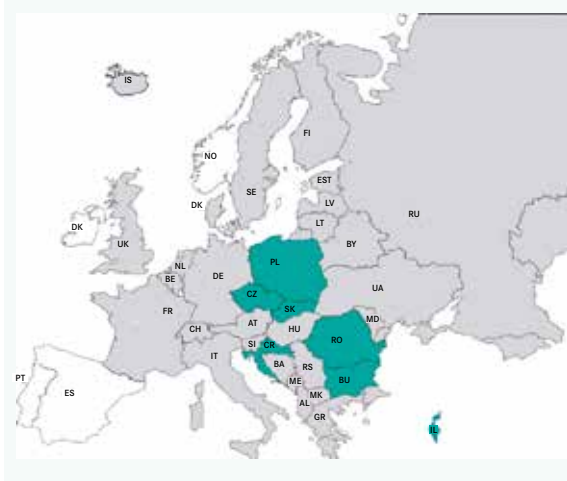 IS
FI
NO
EST
SE
LV
DK
RU
LT
DK
UK
BY
PL
NL
DE
BE
UA
CZ
SK
FR
MD
AT
CH
HU
RO
SI
CR
IT
BA
RS
PT
ME
BU
ES
MK
AL
GR
IL